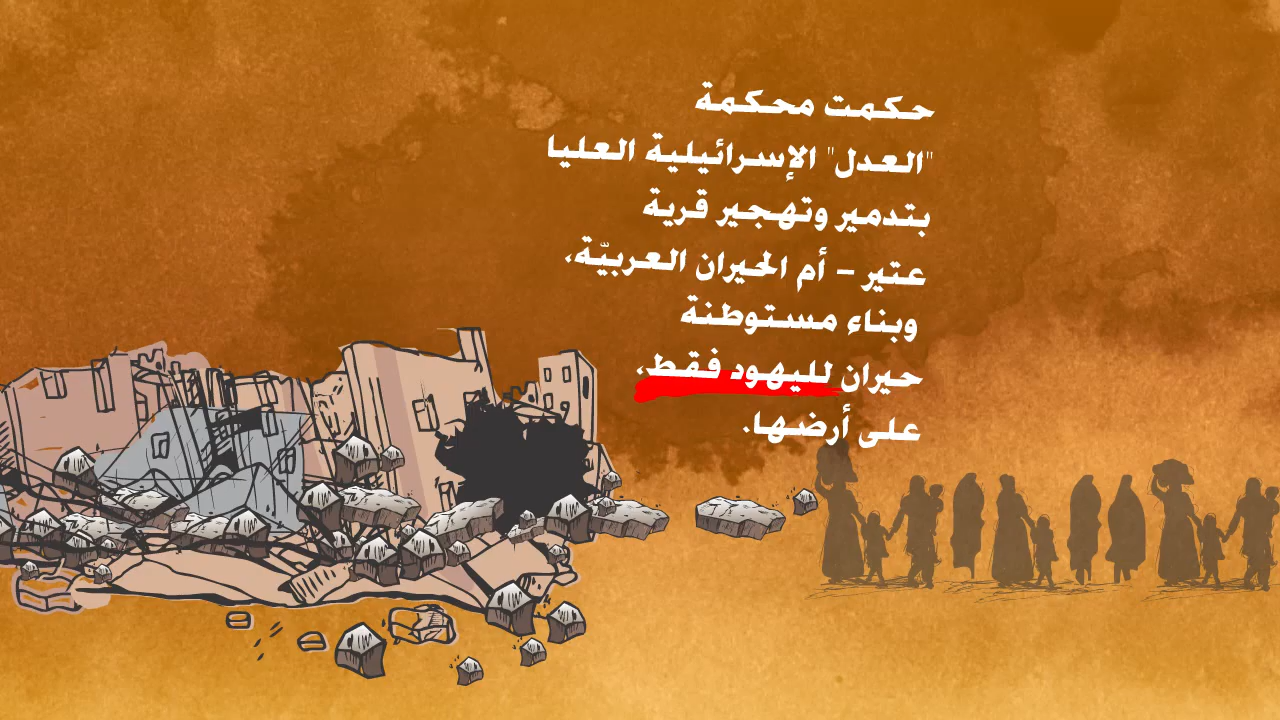 حكمت محكمة
"العدل" الإسرائيلية العليا
بتدمير وتهجير قرية
عتير - أم الحيران العربيّة،
وبناء مستوطنة
حيران لليهود فقط،
على أرضها.